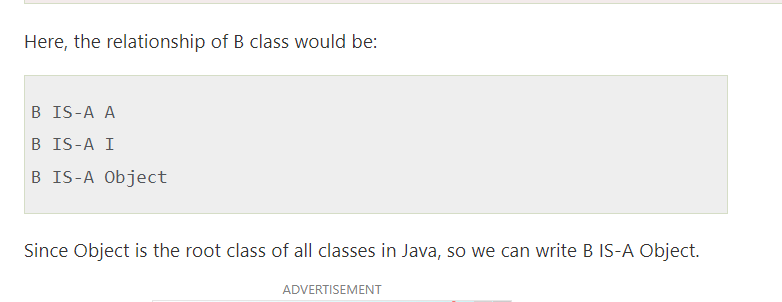 Here, the relationship of B class would be:
B IS-A A
B IS-A I
B IS-A Object
Since Object is the root class of all classes in Java, so we can write B IS-A Object.
ADVERTISEMENT